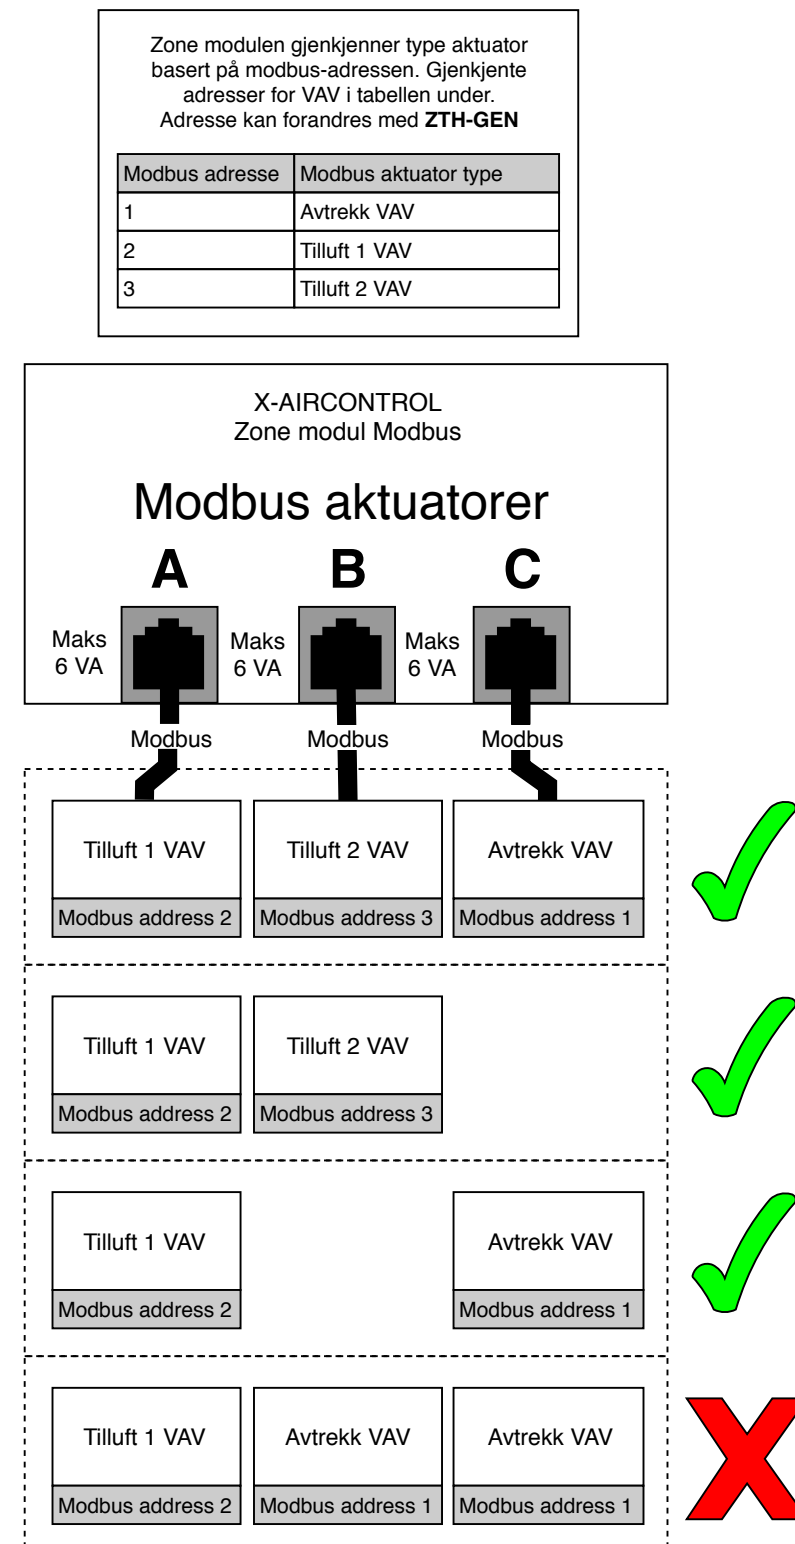 Zone modulen gjenkjenner type aktuator
basert på modbus-adressen. Gjenkjente
adresser for VAV i tabellen under.
Adresse kan forandres med ZTH-GEN
Modbus adresse Modbus aktuator type
1 Avtrekk VAV
2 Tilluft 1 VAV
3 Tilluft 2 VAV
X-AIRCONTROL
Zone modul Modbus
Modbus aktuatorer
A B C
Maks Maks Maks
6 VA 6 VA 6 VA
Modbus Modbus Modbus
Tilluft 1 VAV Tilluft 2 VAV Avtrekk VAV
Modbus address 2 Modbus address 3 Modbus address 1
Tilluft 1 VAV Tilluft 2 VAV
Modbus address 2 Modbus address 3
Tilluft 1 VAV Avtrekk VAV
Modbus address 2 Modbus address 1
Tilluft 1 VAV Avtrekk VAV Avtrekk VAV
Modbus address 2 Modbus address 1 Modbus address 1